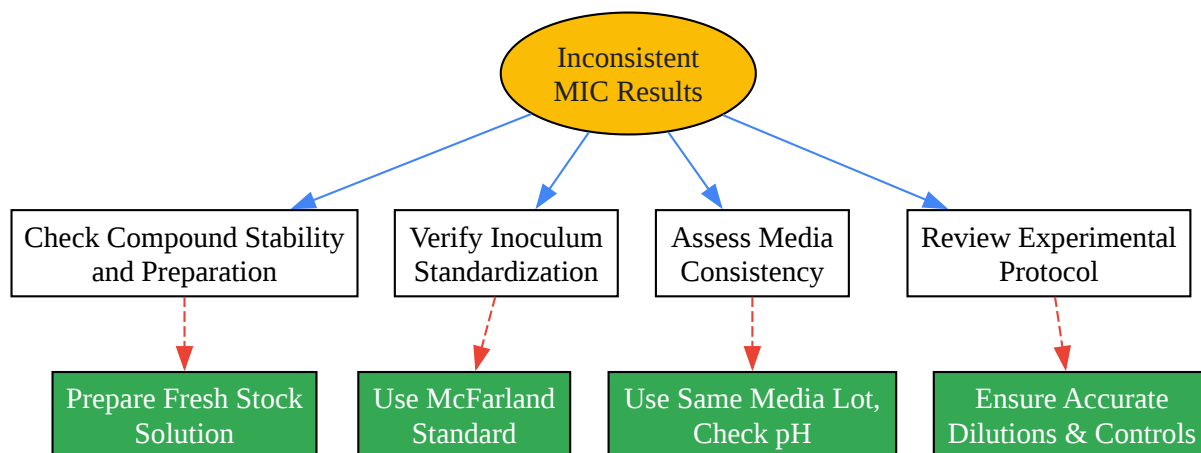 Inconsistent
MIC Results
Check Compound Stability
and Preparation
Verify Inoculum
Standardization
Assess Media
Consistency
Review Experimental
Protocol
Prepare Fresh Stock
Solution
Use McFarland
Standard
Use Same Media Lot,
Check pH
Ensure Accurate
Dilutions & Controls